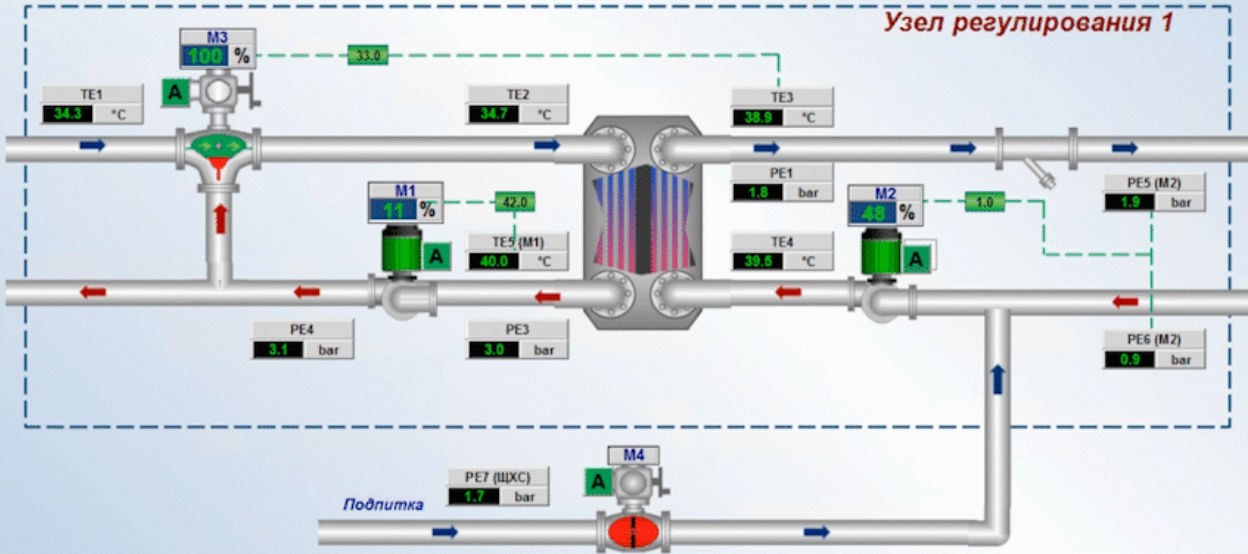 Узел регулирования 1
М3
100 %
33.0
A
TE1
34.3 °C
TE2
34.7 °C
TE3
38.9 °C
PE1
1.8 bar
M1
11 %
42.0
A
TE5 (M1)
40.0 °C
M2
48 %
1.0
A
PE5 (M2)
1.9 bar
TE4
39.5 °C
PE4
3.1 bar
PE3
3.0 bar
PE6 (M2)
0.9 bar
M4
A
PE7 (ЩХС)
1.7 bar
Подпитка